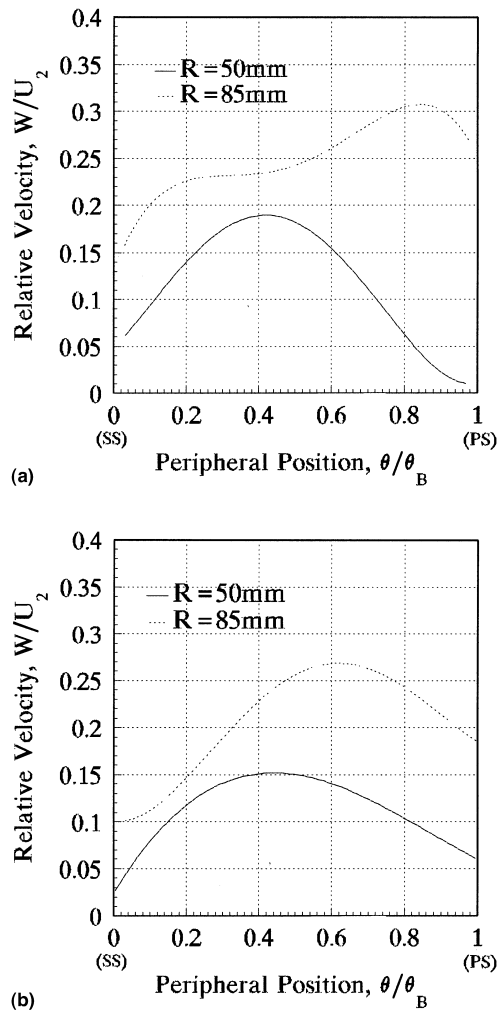 0.4
0.35
0.3
0.25
0.2
0.15
0.1
0.05
0
Relative Velocity, W/U₂
R=50mm
R=85mm
0 0.2 0.4 0.6 0.8 1
(SS) (PS)
Peripheral Position, θ/θ_B
(a)
0.4
0.35
0.3
0.25
0.2
0.15
0.1
0.05
0
Relative Velocity, W/U₂
R=50mm
R=85mm
0 0.2 0.4 0.6 0.8 1
(SS) (PS)
Peripheral Position, θ/θ_B
(b)